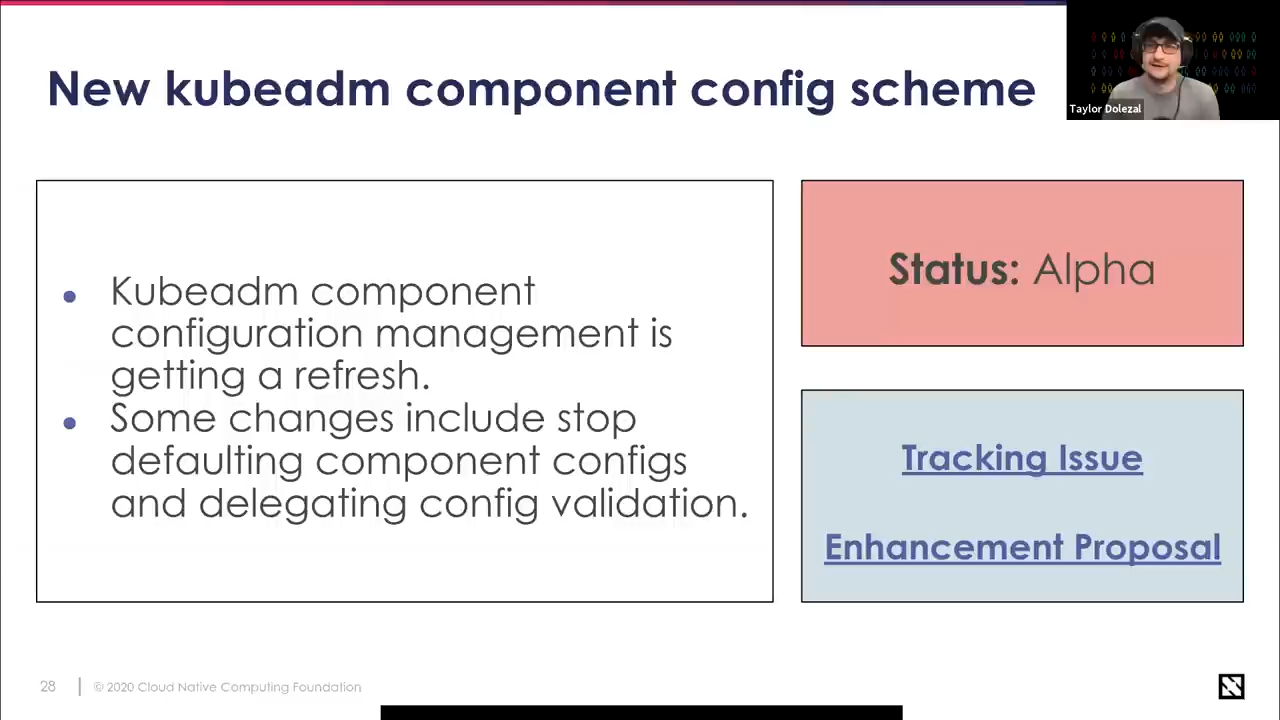 New kubeadm component config scheme
Taylor Dolezal
● Kubeadm component
configuration management is
getting a refresh.
● Some changes include stop
defaulting component configs
and delegating config validation.
Status: Alpha
Tracking Issue
Enhancement Proposal
28
© 2020 Cloud Native Computing Foundation